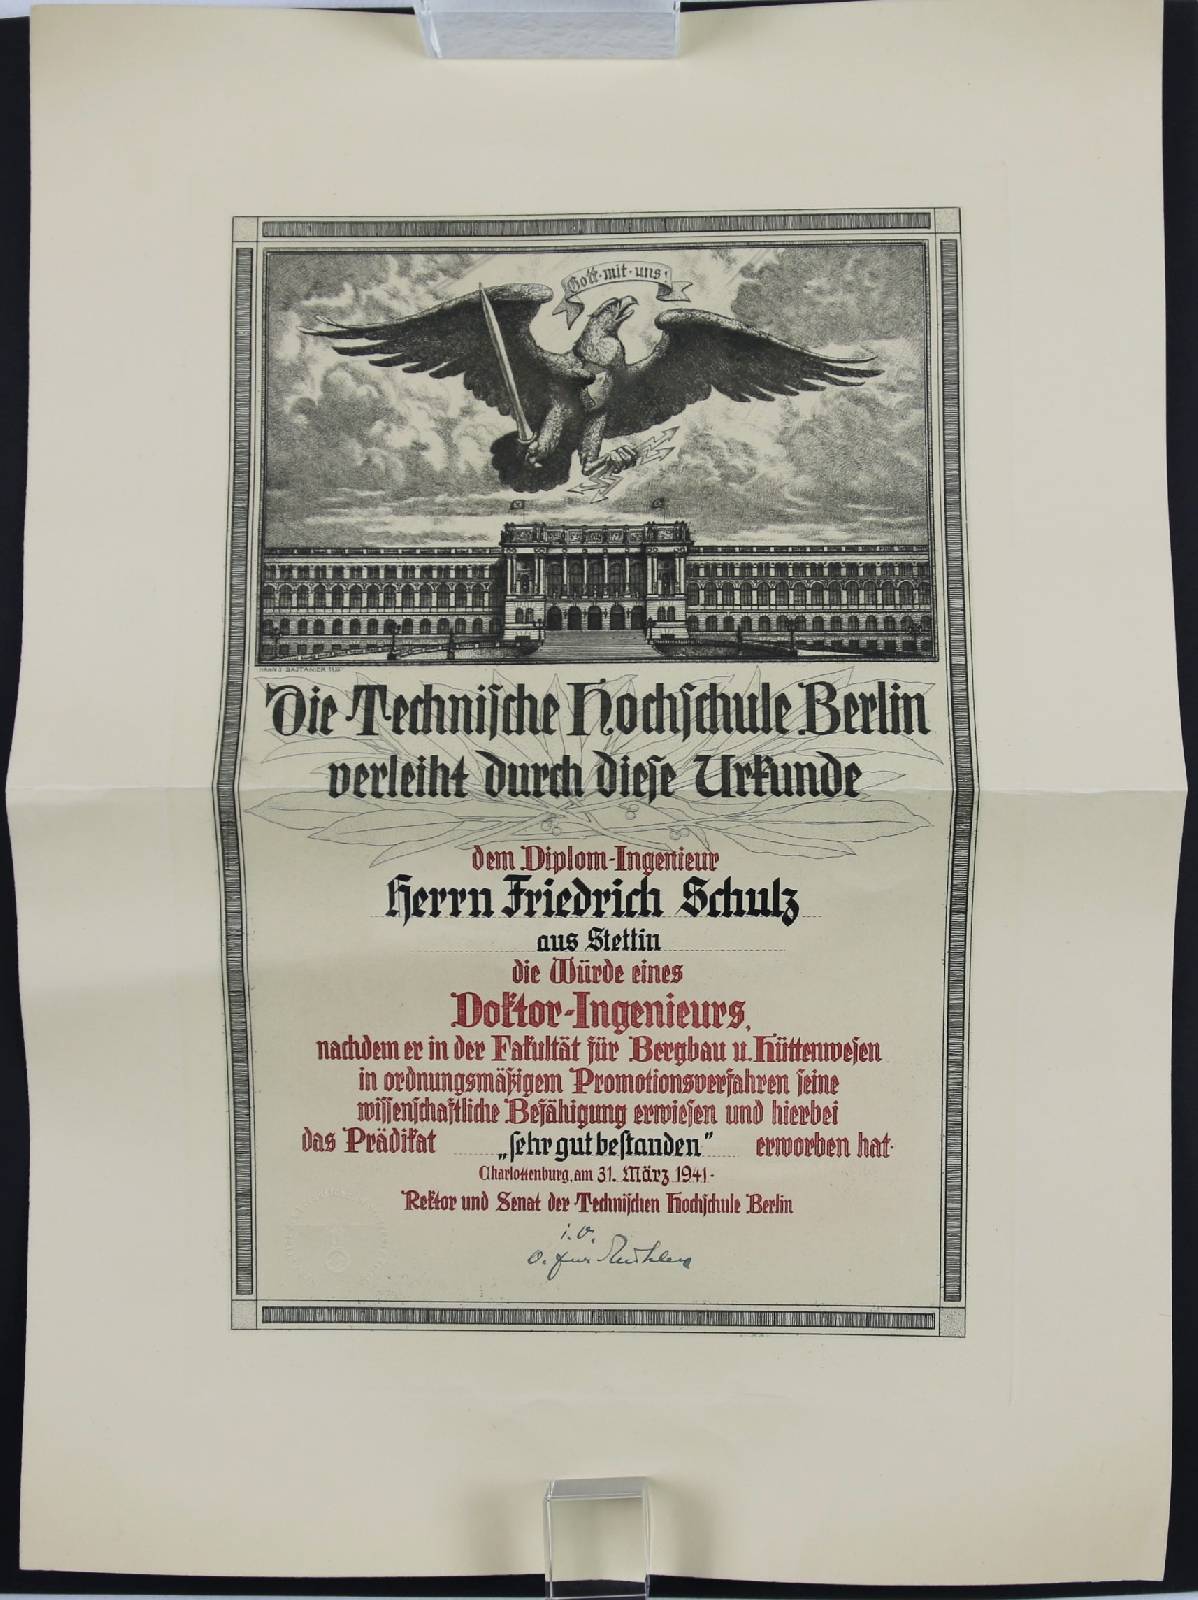 Gott·mit·uns·
HANNS BASTANIER
Die Technische Hochschule Berlin
verleiht durch diese Urkunde
dem Diplom-Ingenieur
Herrn Friedrich Schulz
aus Stettin
die Würde eines
Doktor-Ingenieurs,
nachdem er in der Fakultät für Bergbau u. Hüttenwesen
in ordnungsmäßigem Promotionsverfahren seine
wissenschaftliche Befähigung erwiesen und hierbei
das Prädikat „sehr gut bestanden” erworben hat·
Charlottenburg, am 31. März 1941·
Rektor und Senat der Technischen Hochschule Berlin
i. V.